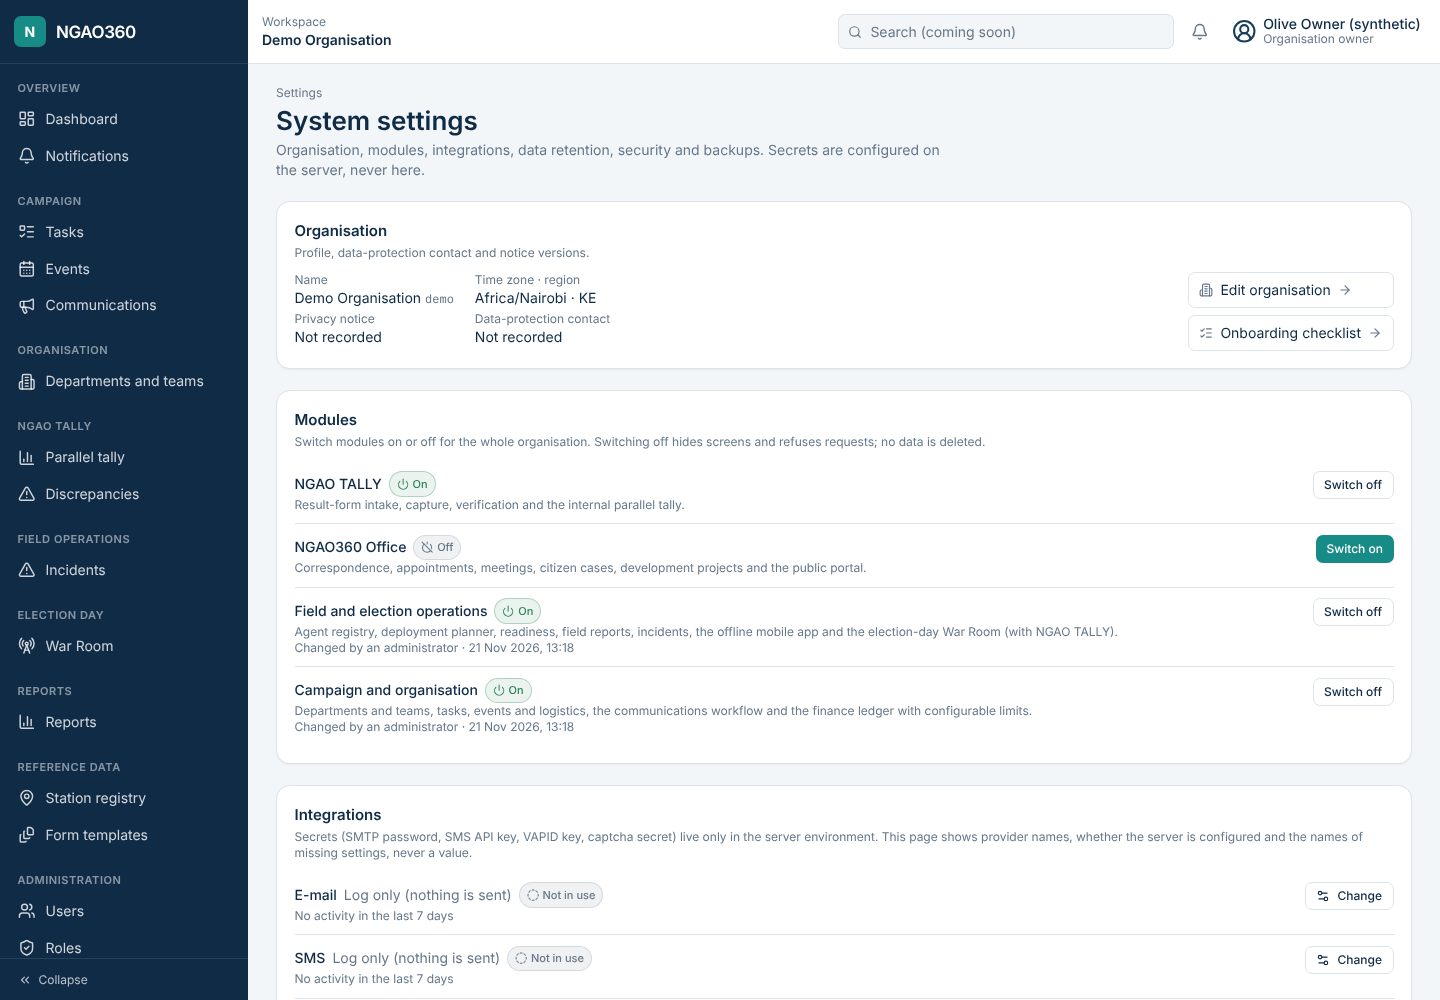 N NGAO360
OVERVIEW
Dashboard
Notifications
CAMPAIGN
Tasks
Events
Communications
ORGANISATION
Departments and teams
NGAO TALLY
Parallel tally
Discrepancies
FIELD OPERATIONS
Incidents
ELECTION DAY
War Room
REPORTS
Reports
REFERENCE DATA
Station registry
Form templates
ADMINISTRATION
Users
Roles
Collapse
Workspace
Demo Organisation
Search (coming soon)
Olive Owner (synthetic)
Organisation owner
Settings
System settings
Organisation, modules, integrations, data retention, security and backups. Secrets are configured on
the server, never here.
Organisation
Profile, data-protection contact and notice versions.
Name
Demo Organisation demo
Time zone · region
Africa/Nairobi · KE
Privacy notice
Not recorded
Data-protection contact
Not recorded
Edit organisation
Onboarding checklist
Modules
Switch modules on or off for the whole organisation. Switching off hides screens and refuses requests; no data is deleted.
NGAO TALLY On
Result-form intake, capture, verification and the internal parallel tally.
Switch off
NGAO360 Office Off
Correspondence, appointments, meetings, citizen cases, development projects and the public portal.
Switch on
Field and election operations On
Agent registry, deployment planner, readiness, field reports, incidents, the offline mobile app and the election-day War Room (with NGAO TALLY).
Changed by an administrator · 21 Nov 2026, 13:18
Switch off
Campaign and organisation On
Departments and teams, tasks, events and logistics, the communications workflow and the finance ledger with configurable limits.
Changed by an administrator · 21 Nov 2026, 13:18
Switch off
Integrations
Secrets (SMTP password, SMS API key, VAPID key, captcha secret) live only in the server environment. This page shows provider names, whether the server is configured and the names of
missing settings, never a value.
E-mail Log only (nothing is sent) Not in use
No activity in the last 7 days
Change
SMS Log only (nothing is sent) Not in use
No activity in the last 7 days
Change